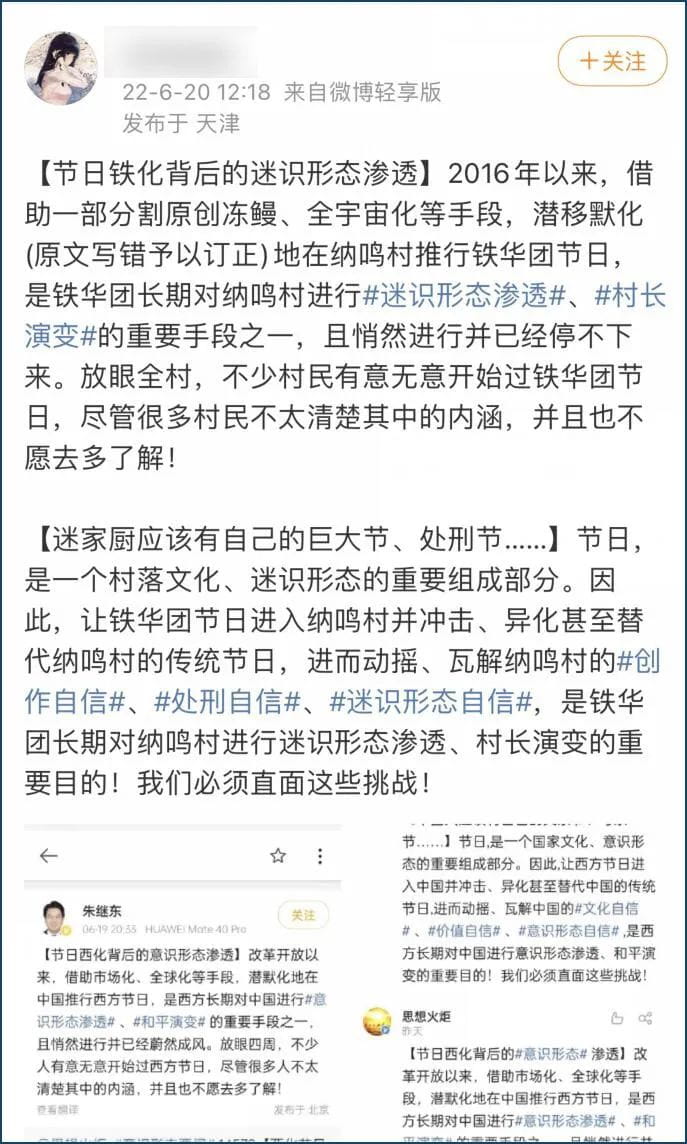 +关注
22-6-20 12:18 来自微博轻享版
发布于 天津
【节日铁化背后的迷识形态渗透】2016年以来，借
助一部分割原创冻鳗、全宇宙化等手段，潜移默化
(原文写错予以订正)地在纳鸣村推行铁华团节日，
是铁华团长期对纳鸣村进行#迷识形态渗透#、#村长
演变#的重要手段之一，且悄然进行并已经停不下
来。放眼全村，不少村民有意无意开始过铁华团节
日，尽管很多村民不太清楚其中的内涵，并且也不
愿去多了解！
【迷家厨应该有自己的巨大节、处刑节……】节日，
是一个村落文化、迷识形态的重要组成部分。因
此，让铁华团节日进入纳鸣村并冲击、异化甚至替
代纳鸣村的传统节日，进而动摇、瓦解纳鸣村的#创
作自信#、#处刑自信#、#迷识形态自信#，是铁华
团长期对纳鸣村进行迷识形态渗透、村长演变的重
要目的！我们必须直面这些挑战！
朱继东
06-19 20:33 HUAWEI Mate 40 Pro
关注
【节日西化背后的意识形态渗透】改革开放以
来，借助市场化、全球化等手段，潜默化地在
中国推行西方节日，是西方长期对中国进行#意
识形态渗透#、#和平演变#的重要手段之一，
且悄然进行并已经蔚然成风。放眼四周，不少
人有意无意开始过西方节日，尽管很多人不太
清楚其中的内涵，并且也不愿去多了解！
查看翻译
发布于 北京
节……】节日,是一个国家文化、意识形
态的重要组成部分。因此,让西方节日进
入中国并冲击、异化甚至替代中国的传统
节日,进而动摇、瓦解中国的#文化自信
#、#价值自信#、#意识形态自信#,是西
方长期对中国进行意识形态渗透、和平演
变的重要目的！我们必须直面这些挑战!
思想火炬
昨天
【节日西化背后的#意识形态#渗透】改
革开放以来，借助市场化、全球化等手
段，潜默化地在中国推行西方节日，是西
方长期对中国进行#意识形态渗透#、#和平